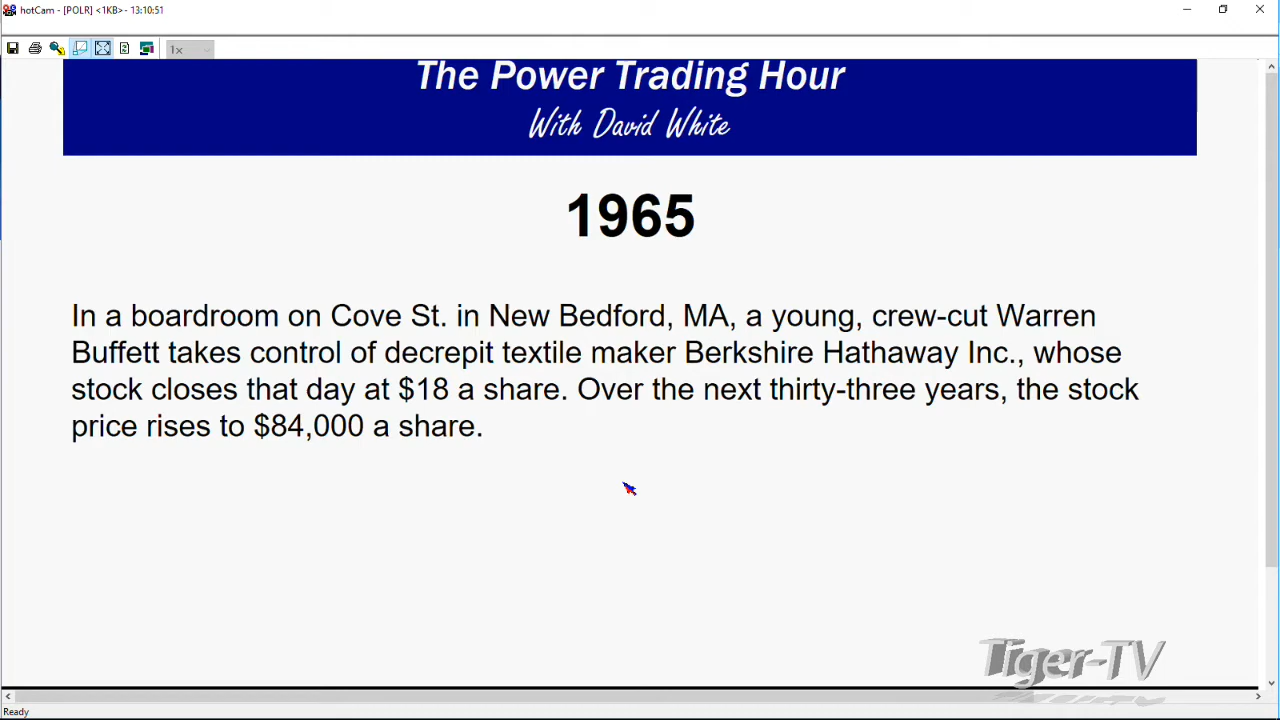 hotCam - [POLR] <1KB> - 13:10:51
1x
The Power Trading Hour
With David White
1965
In a boardroom on Cove St. in New Bedford, MA, a young, crew-cut Warren
Buffett takes control of decrepit textile maker Berkshire Hathaway Inc., whose
stock closes that day at $18 a share. Over the next thirty-three years, the stock
price rises to $84,000 a share.
Tiger-TV
Ready